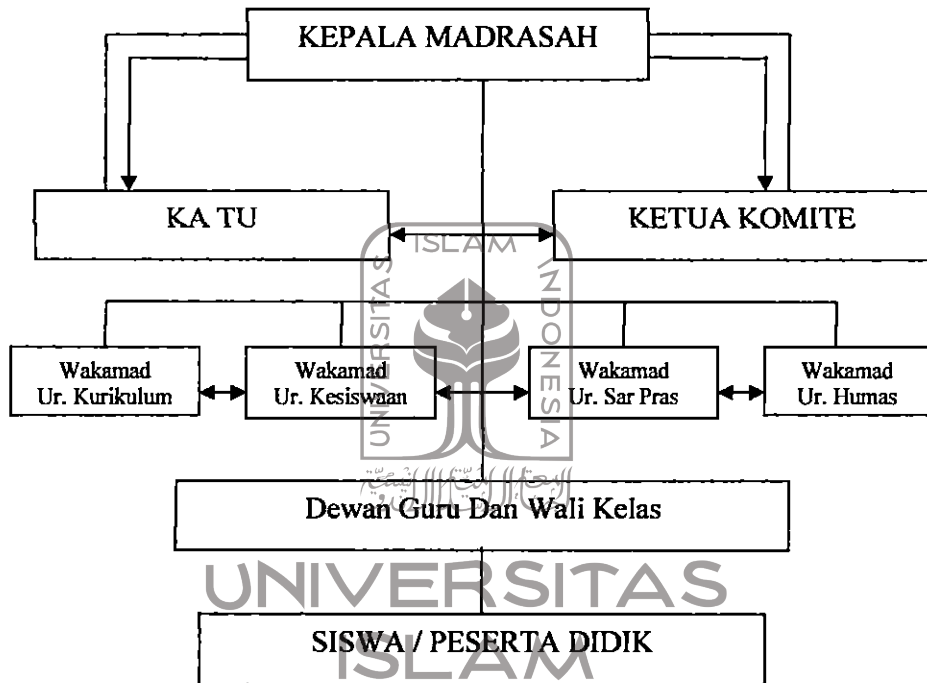 KEPALA MADRASAH
KA TU
KETUA KOMITE
ISLAM
UNIVERSITAS
INDONESIA
Wakamad
Ur. Kurikulum
Wakamad
Ur. Kesiswaan
Wakamad
Ur. Sar Pras
Wakamad
Ur. Humas
Dewan Guru Dan Wali Kelas
UNIVERSITAS
SISWA / PESERTA DIDIK
ISLAM